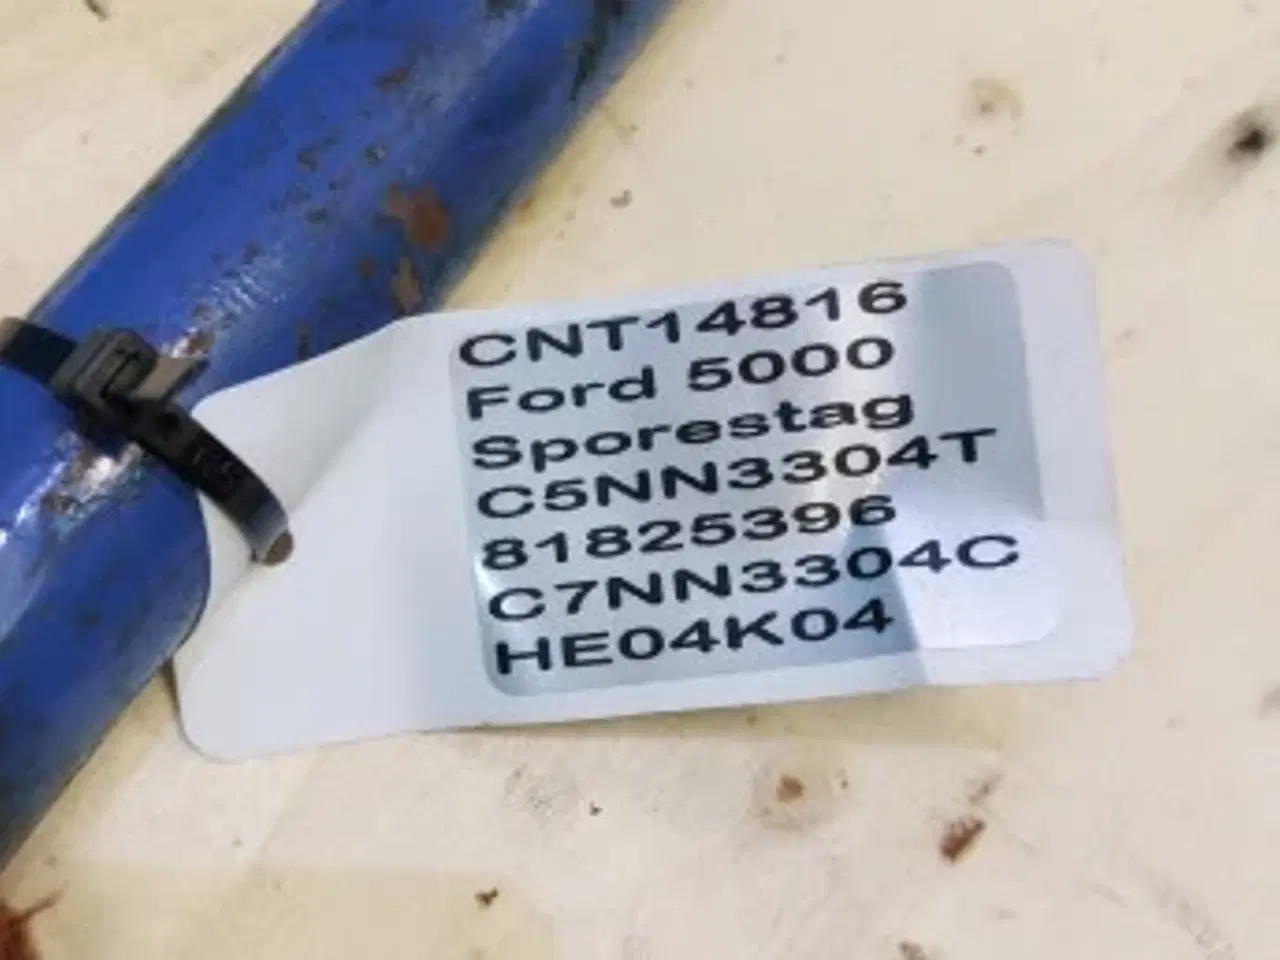 CNT14816
Ford 5000
Sporestag
C5NN3304T
81825396
C7NN3304C
HE04K04